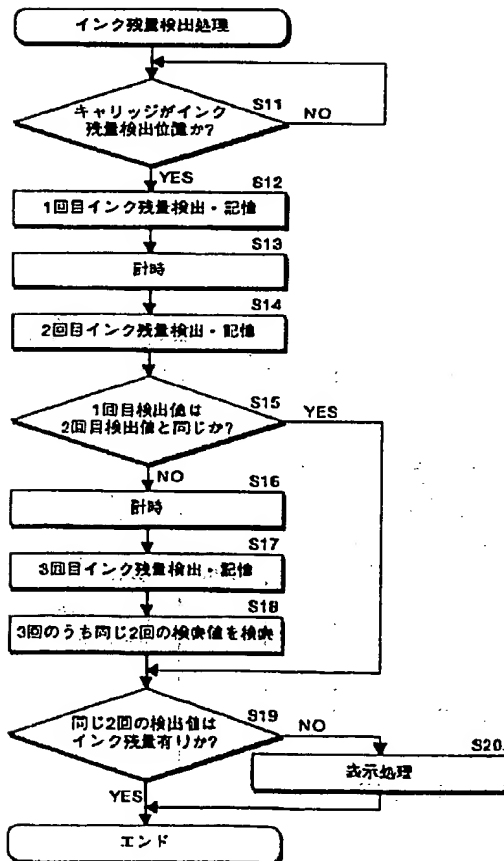 インク残量検出処理
S11
キャリッジがインク
残量検出位置か?
NO
YES
S12
1回目インク残量検出・記憶
S13
計時
S14
2回目インク残量検出・記憶
S15
1回目検出値は
2回目検出値と同じか?
YES
NO
S16
計時
S17
3回目インク残量検出・記憶
S18
3回のうち同じ2回の検出値を検索
S19
同じ2回の検出値は
インク残量有りか?
NO
S20
表示処理
YES
エンド